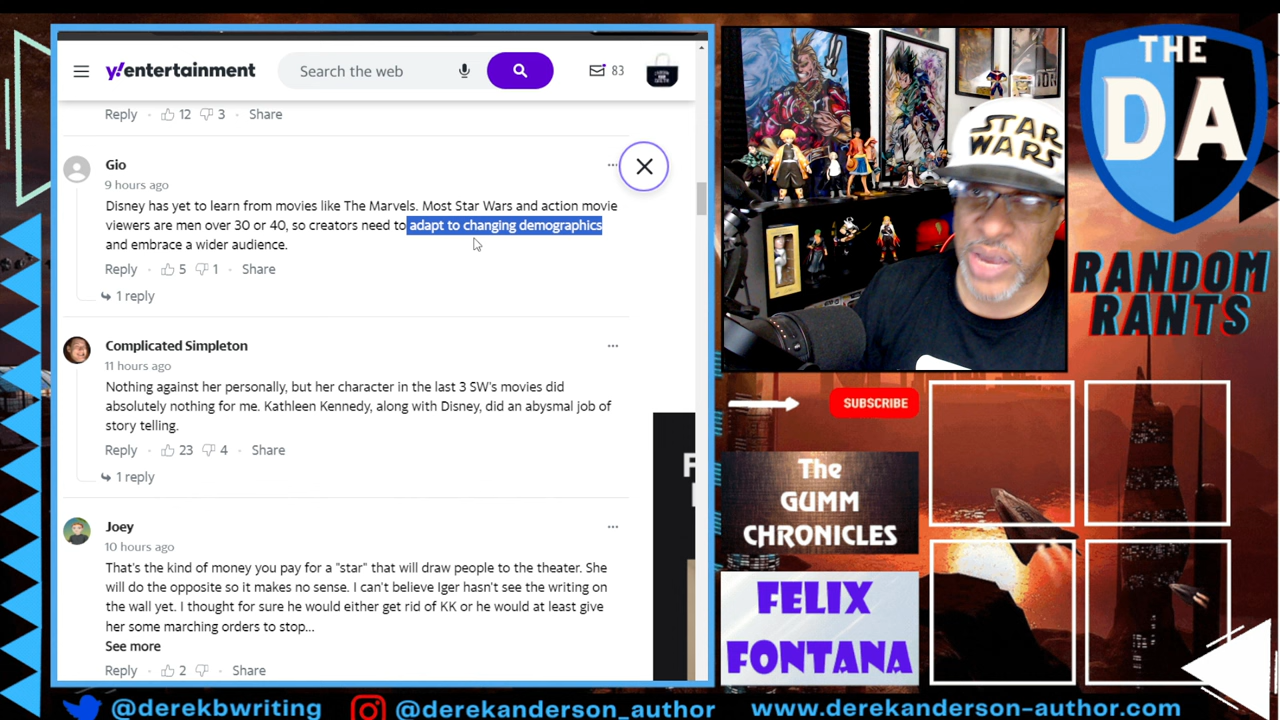 y!entertainment
Search the web
83
Reply 12 3 Share
Gio
9 hours ago
Disney has yet to learn from movies like The Marvels. Most Star Wars and action movie
viewers are men over 30 or 40, so creators need to adapt to changing demographics
and embrace a wider audience.
Reply 5 1 Share
1 reply
Complicated Simpleton
11 hours ago
Nothing against her personally, but her character in the last 3 SW's movies did
absolutely nothing for me. Kathleen Kennedy, along with Disney, did an abysmal job of
story telling.
Reply 23 4 Share
1 reply
Joey
10 hours ago
That's the kind of money you pay for a "star" that will draw people to the theater. She
will do the opposite so it makes no sense. I can't believe Iger hasn't see the writing on
the wall yet. I thought for sure he would either get rid of KK or he would at least give
her some marching orders to stop...
See more
Reply 2 Share
STAR
WARS
THE
DA
RANDOM
RANTS
SUBSCRIBE
The
GUMM
CHRONICLES
FELIX
FONTANA
@derekbwriting
@derekanderson_author
www.derekanderson-author.com